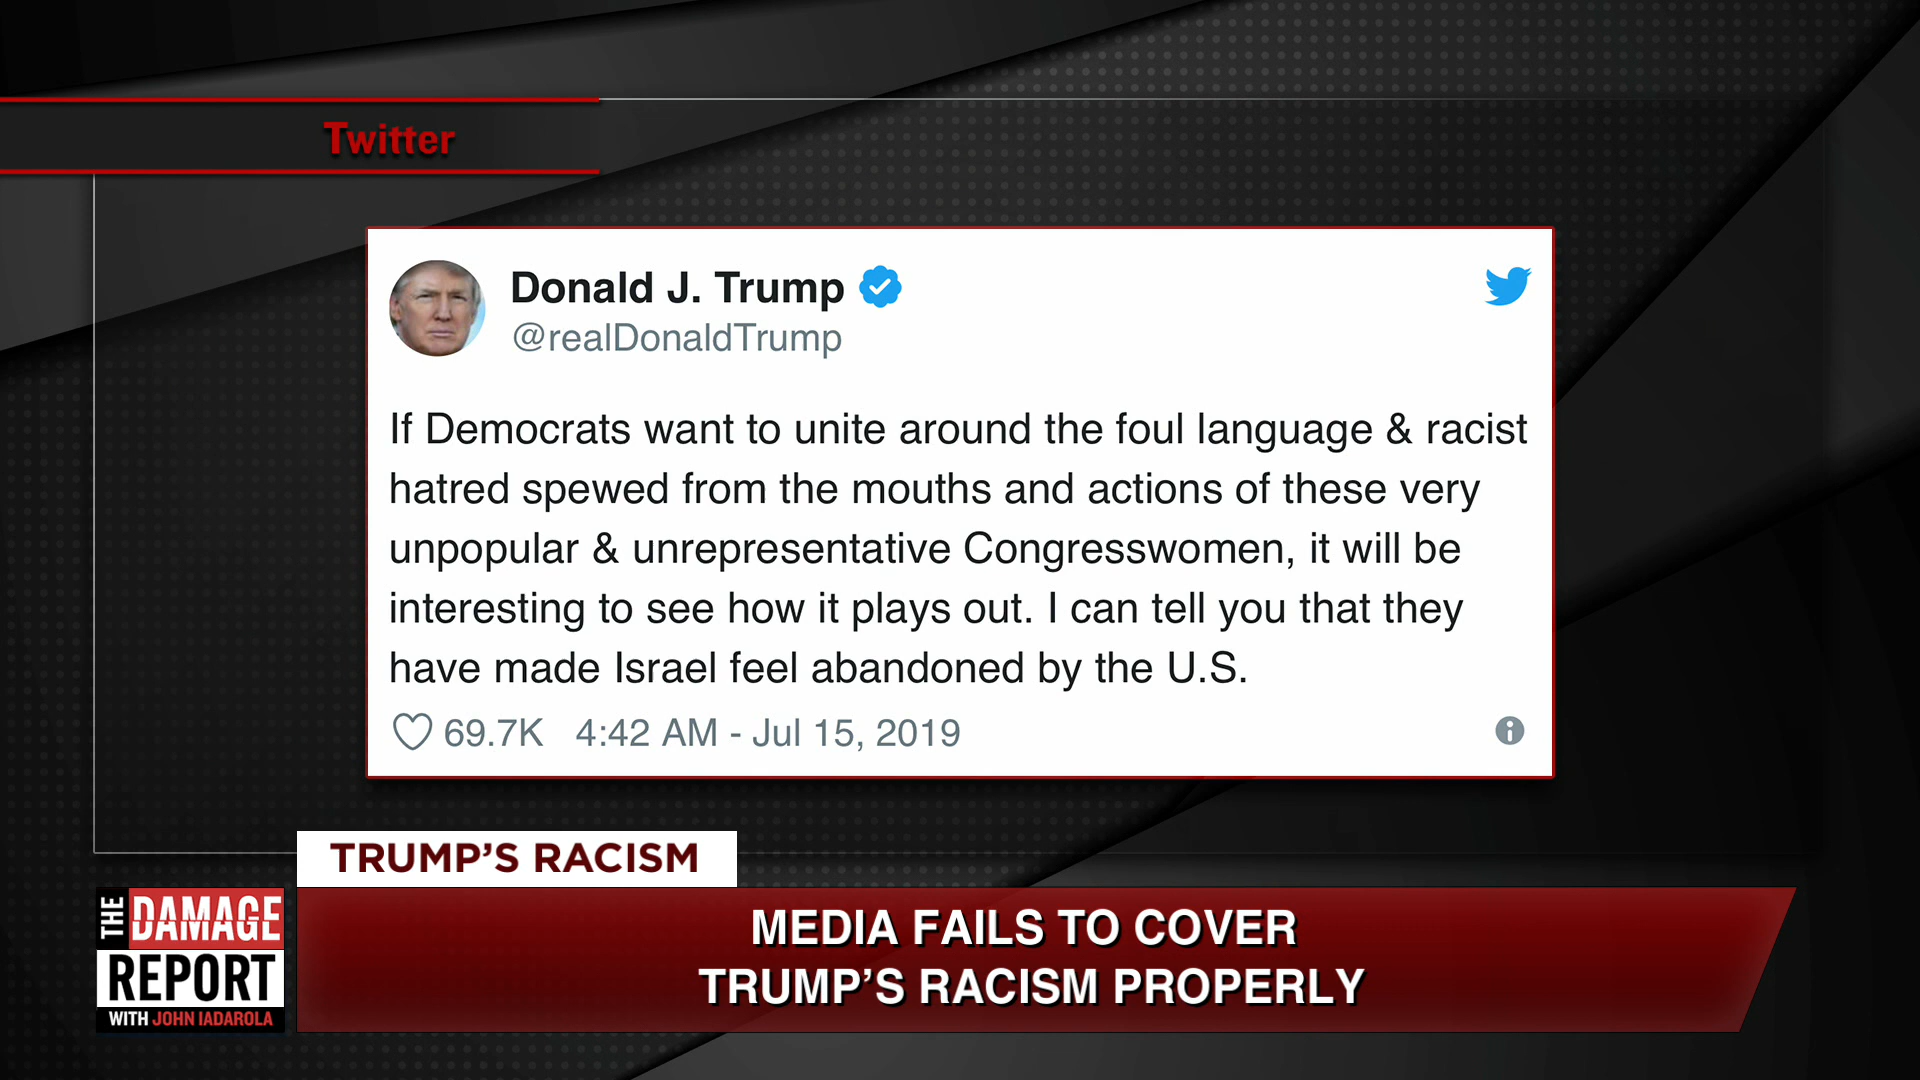 Twitter
Donald J. Trump
@realDonaldTrump
If Democrats want to unite around the foul language & racist
hatred spewed from the mouths and actions of these very
unpopular & unrepresentative Congresswomen, it will be
interesting to see how it plays out. I can tell you that they
have made Israel feel abandoned by the U.S.
69.7K 4:42 AM - Jul 15, 2019
TRUMP'S RACISM
THE DAMAGE
REPORT
WITH JOHN IADAROLA
MEDIA FAILS TO COVER
TRUMP'S RACISM PROPERLY